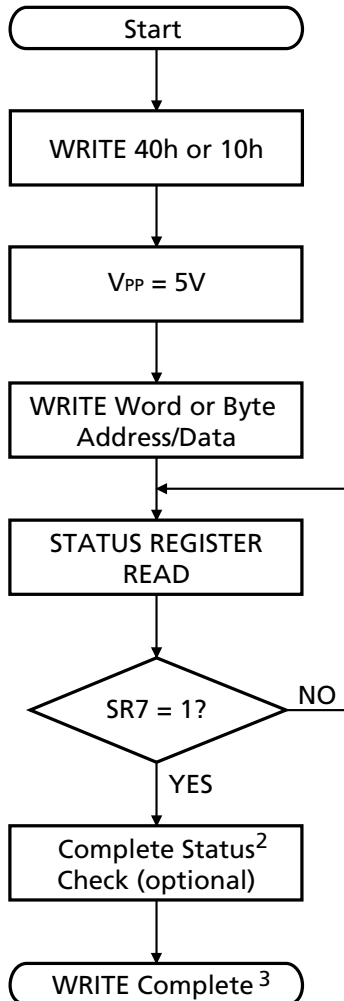 Start
WRITE 40h or 10h
VPP = 5V
WRITE Word or Byte
Address/Data
STATUS REGISTER
READ
SR7 = 1?
NO
YES
Complete Status2
Check (optional)
WRITE Complete 3